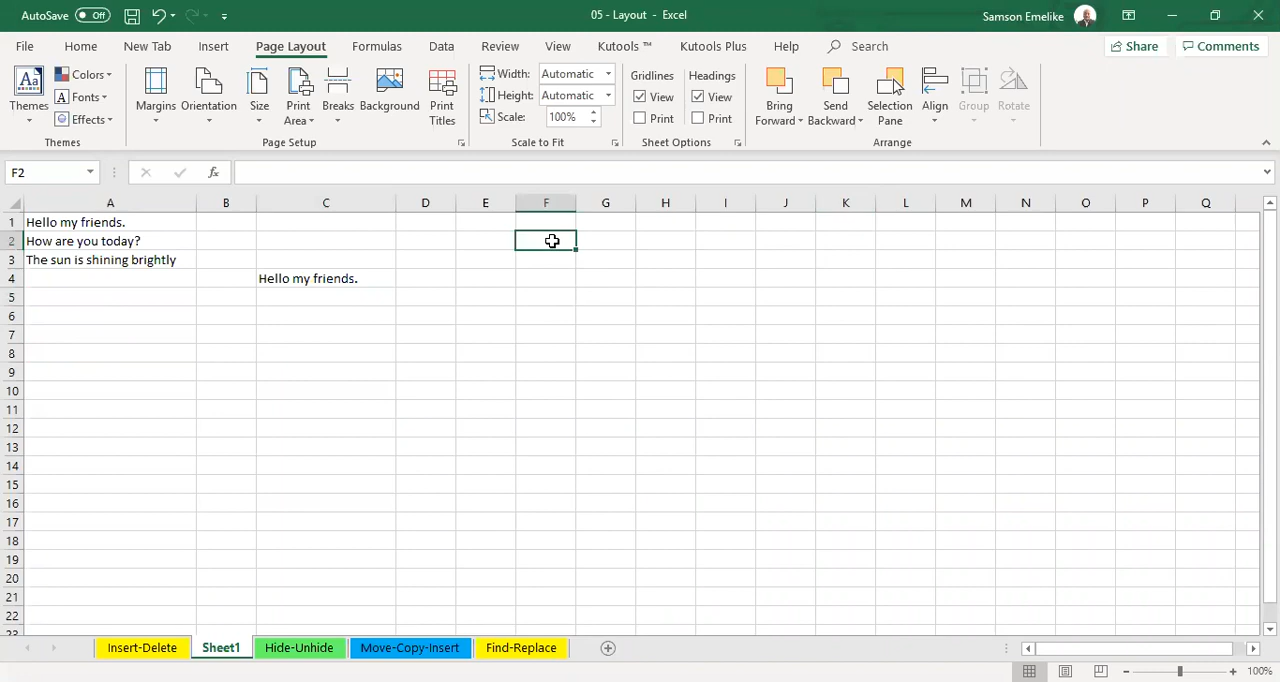 AutoSave Off 05 - Layout - Excel Samson Emelike
File Home New Tab Insert Page Layout Formulas Data Review View Kutools ™ Kutools Plus Help Search Share Comments
Themes Colors Fonts Effects
Margins Orientation Size Print Area Breaks Background Print Titles
Width: Automatic
Height: Automatic
Scale: 100%
Gridlines Headings
View View
Print Print
Bring Forward Send Backward Selection Pane Align Group Rotate
Themes Page Setup Scale to Fit Sheet Options Arrange
F2 fx
A B C D E F G H I J K L M N O P Q
1 Hello my friends.
2 How are you today?
3 The sun is shining brightly
4 Hello my friends.
5
6
7
8
9
10
11
12
13
14
15
16
17
18
19
20
21
22
23
Insert-Delete Sheet1 Hide-Unhide Move-Copy-Insert Find-Replace
100%